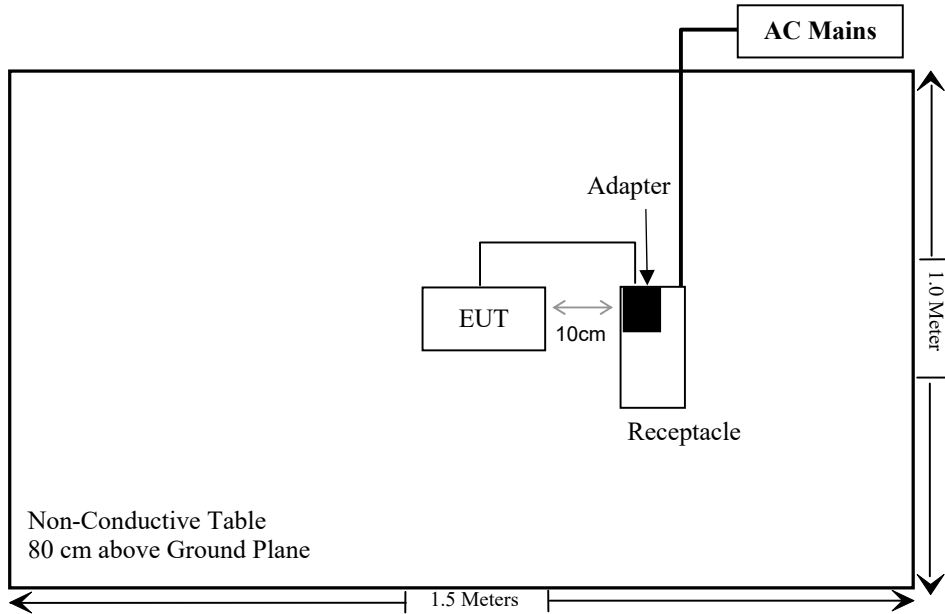 AC Mains
Adapter
EUT
10cm
1.0 Meter
Receptacle
Non-Conductive Table
80 cm above Ground Plane
1.5 Meters